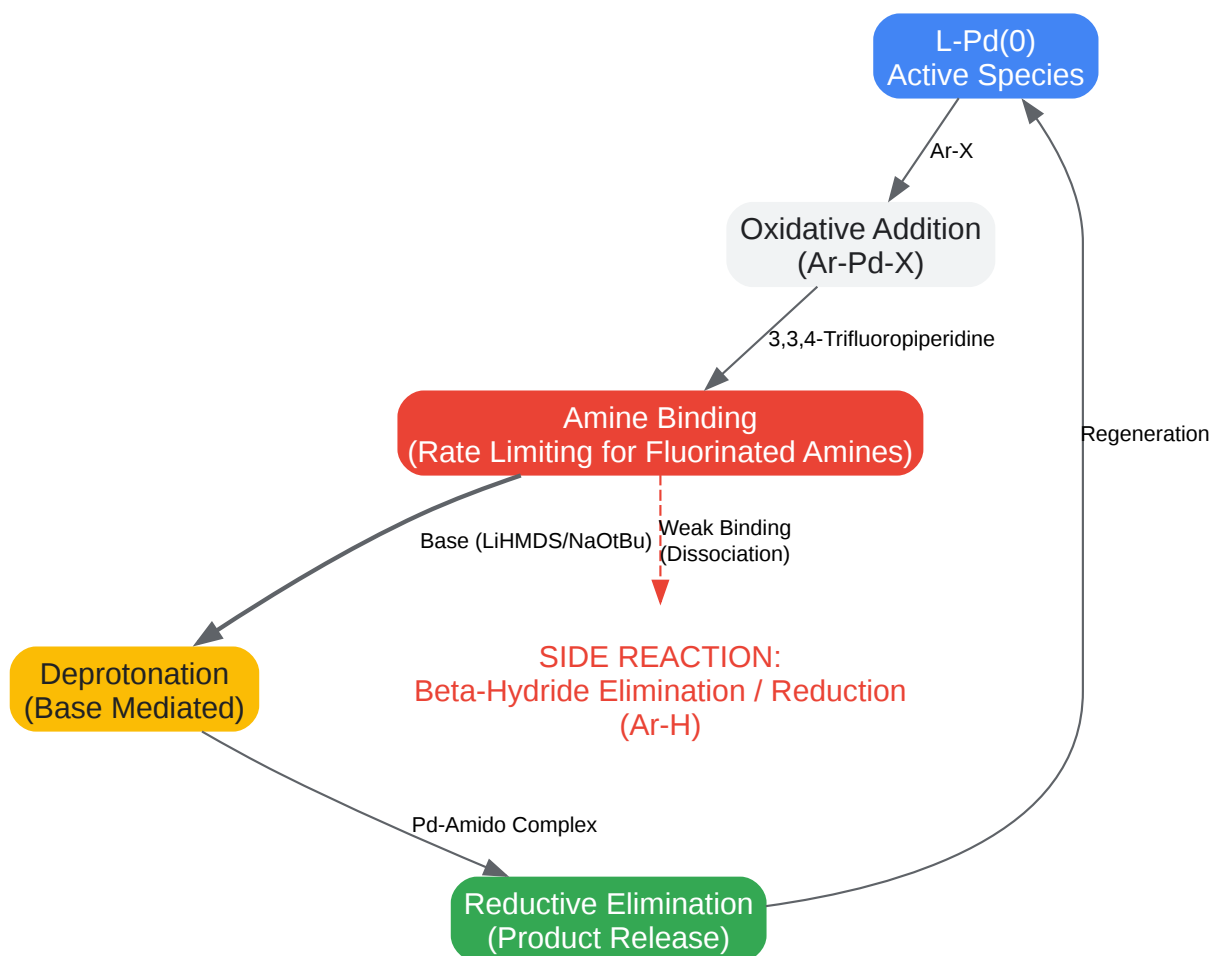 L-Pd(0)
Active Species
Ar-X
Oxidative Addition
(Ar-Pd-X)
3,3,4-Trifluoropiperidine
Amine Binding
(Rate Limiting for Fluorinated Amines)
Regeneration
Base (LiHMDS/NaOtBu)
Weak Binding
(Dissociation)
Deprotonation
(Base Mediated)
SIDE REACTION:
Beta-Hydride Elimination / Reduction
(Ar-H)
Pd-Amido Complex
Reductive Elimination
(Product Release)